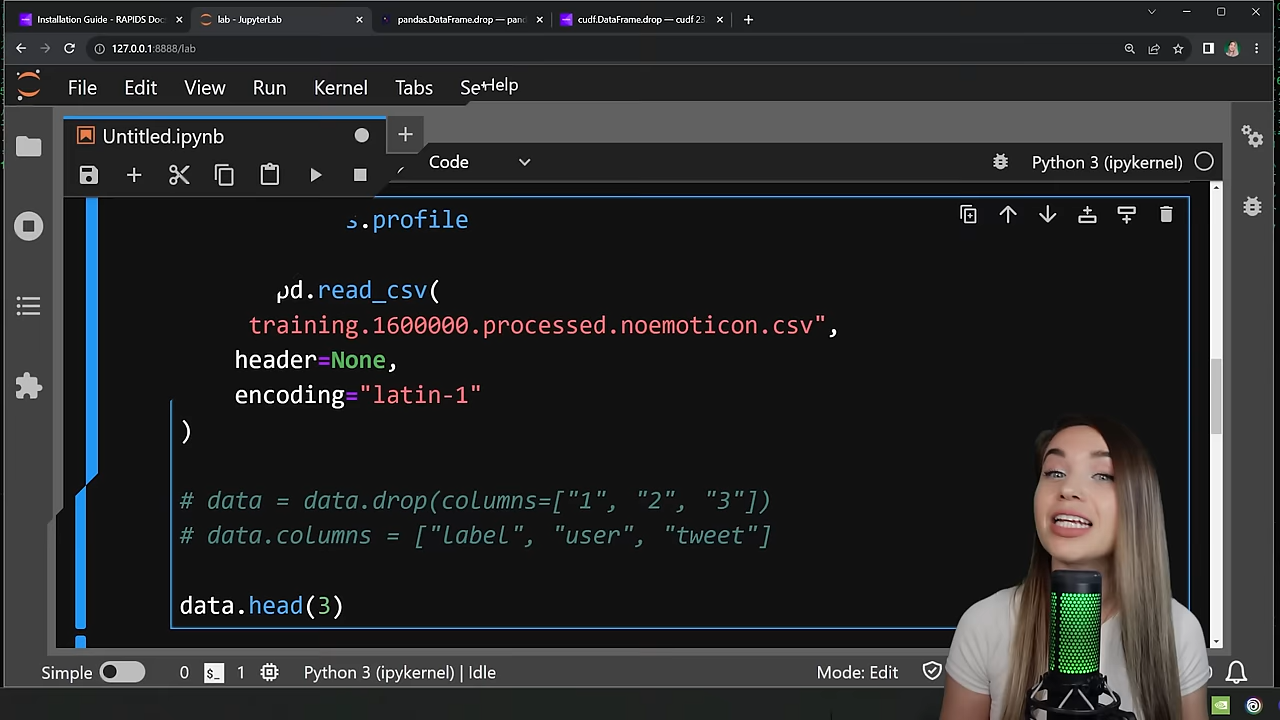 Installation Guide - RAPIDS Doc
lab - JupyterLab
pandas.DataFrame.drop — pan
cudf.DataFrame.drop — cudf 23
127.0.0.1:8888/lab
File Edit View Run Kernel Tabs Se Help
Untitled.ipynb
Code
Python 3 (ipykernel)
s.profile
pd.read_csv(
training.1600000.processed.noemoticon.csv",
header=None,
encoding="latin-1"
)
# data = data.drop(columns=["1", "2", "3"])
# data.columns = ["label", "user", "tweet"]
data.head(3)
Simple 0 $_ 1 Python 3 (ipykernel) | Idle Mode: Edit